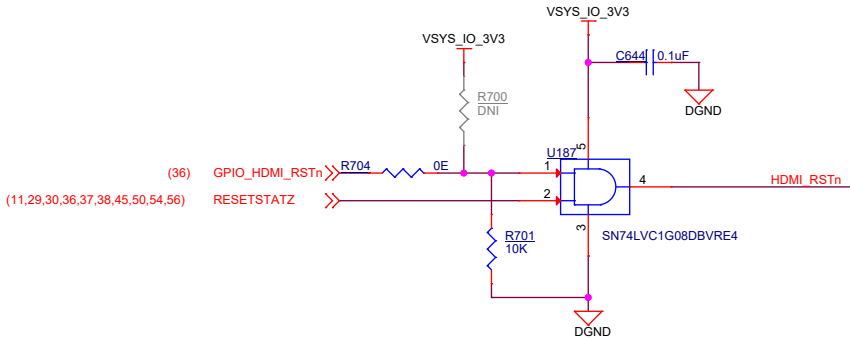 VSYS_IO_3V3
VSYS_IO_3V3
C644 0.1uF
DGND
R700
DNI
U187
5
(36) GPIO_HDMI_RSTn R704 0E 1
4 HDMI_RSTn
(11,29,30,36,37,38,45,50,54,56) RESETSTATZ 2
3
SN74LVC1G08DBVRE4
R701
10K
DGND